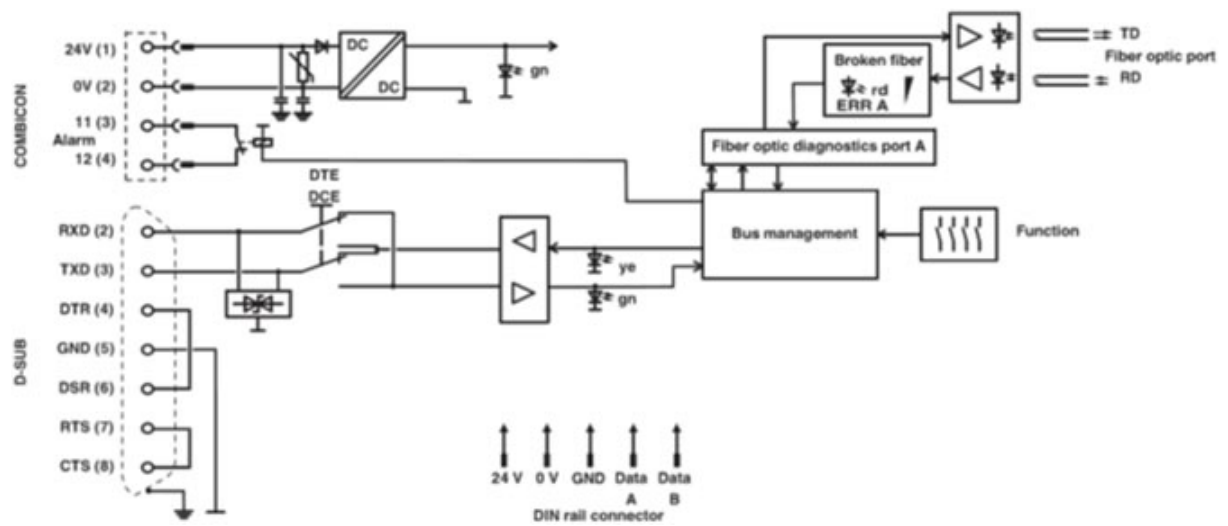 COMBICON
24V (1)
0V (2)
11 (3)
Alarm
12 (4)
DC
DC
gn
Broken fiber
rd
ERR A
TD
Fiber optic port
RD
Fiber optic diagnostics port A
DTE
DCE
D-SUB
RXD (2)
TXD (3)
DTR (4)
GND (5)
DSR (6)
RTS (7)
CTS (8)
ye
gn
Bus management
Function
24 V 0 V GND Data Data
A B
DIN rail connector